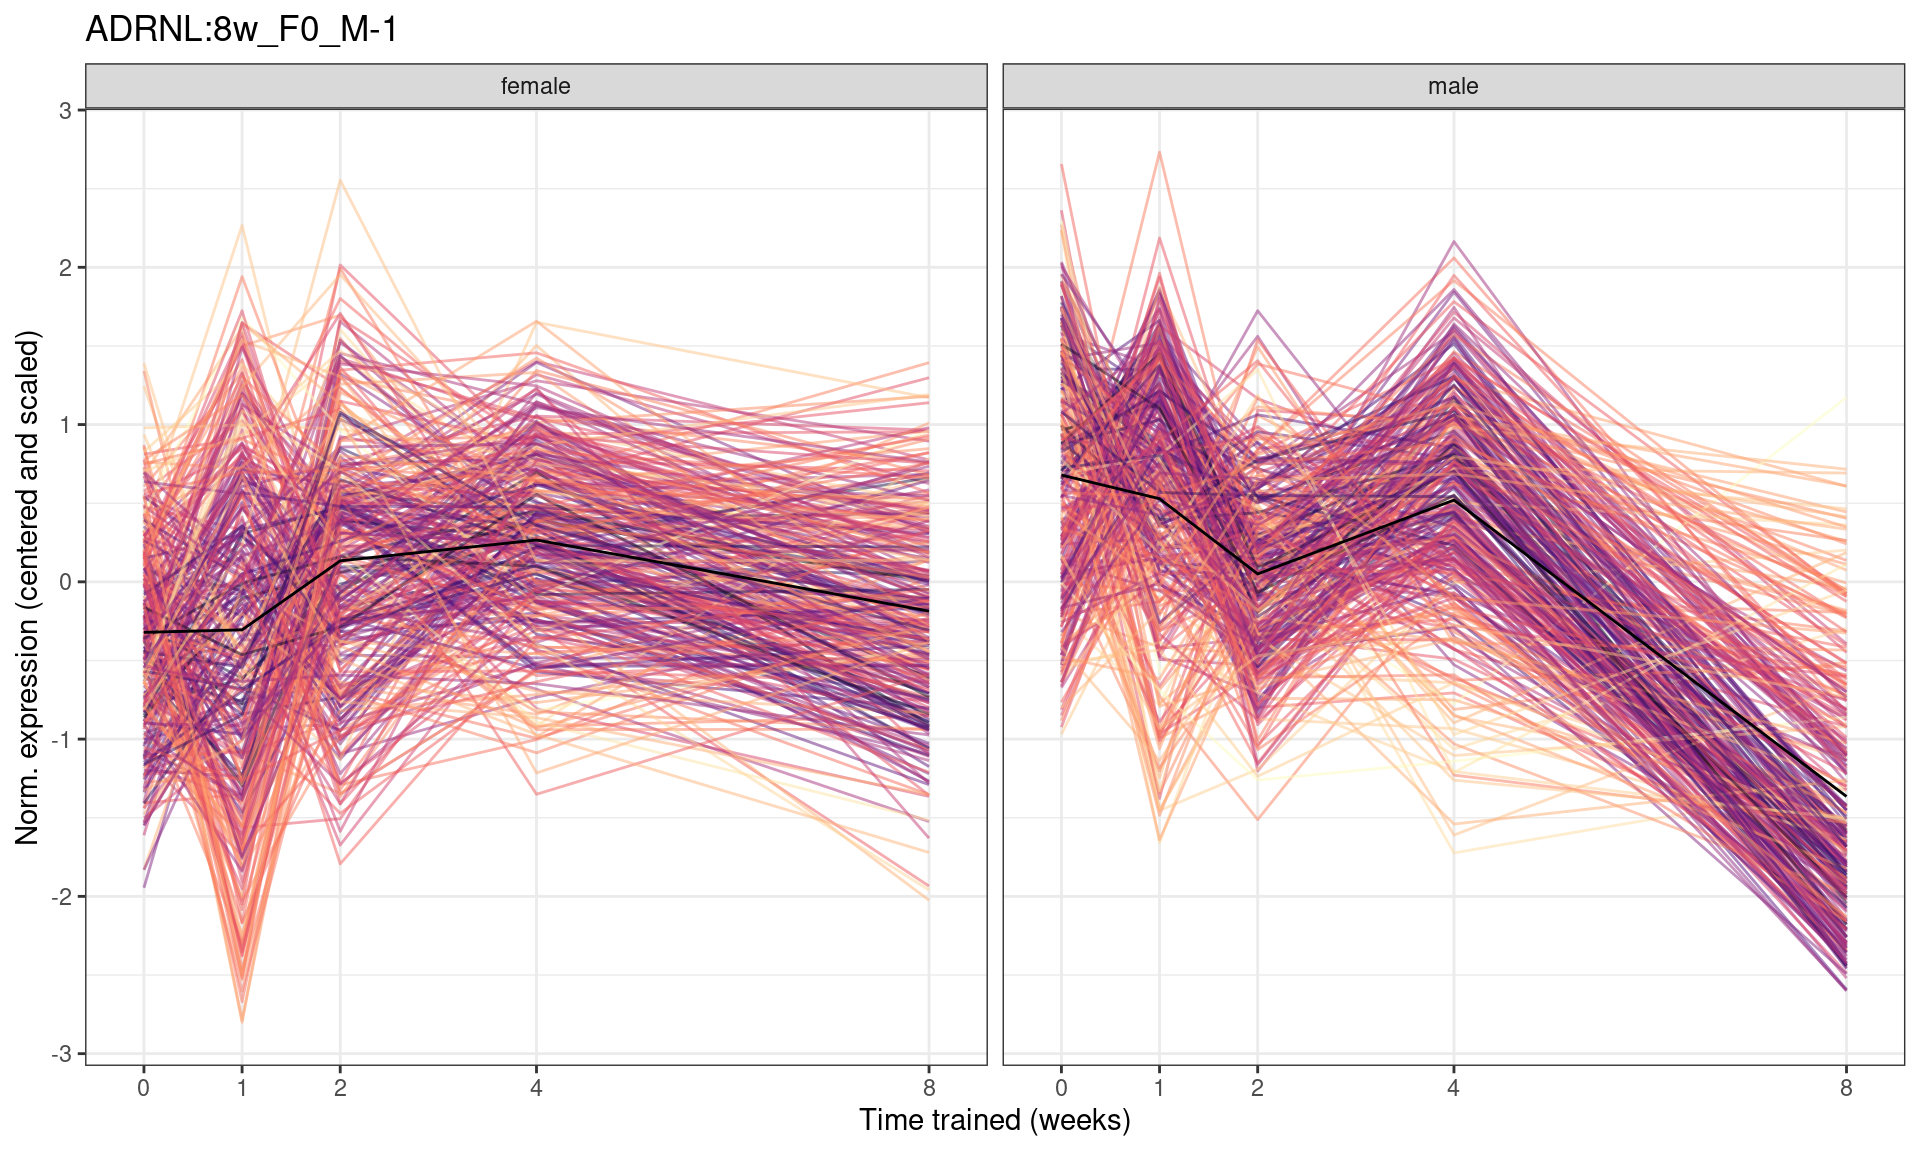 ADRNL:8w_F0_M-1
female
male
Norm. expression (centered and scaled)
3
2
1
0
-1
-2
-3
0 1 2 4 8
0 1 2 4 8
Time trained (weeks)